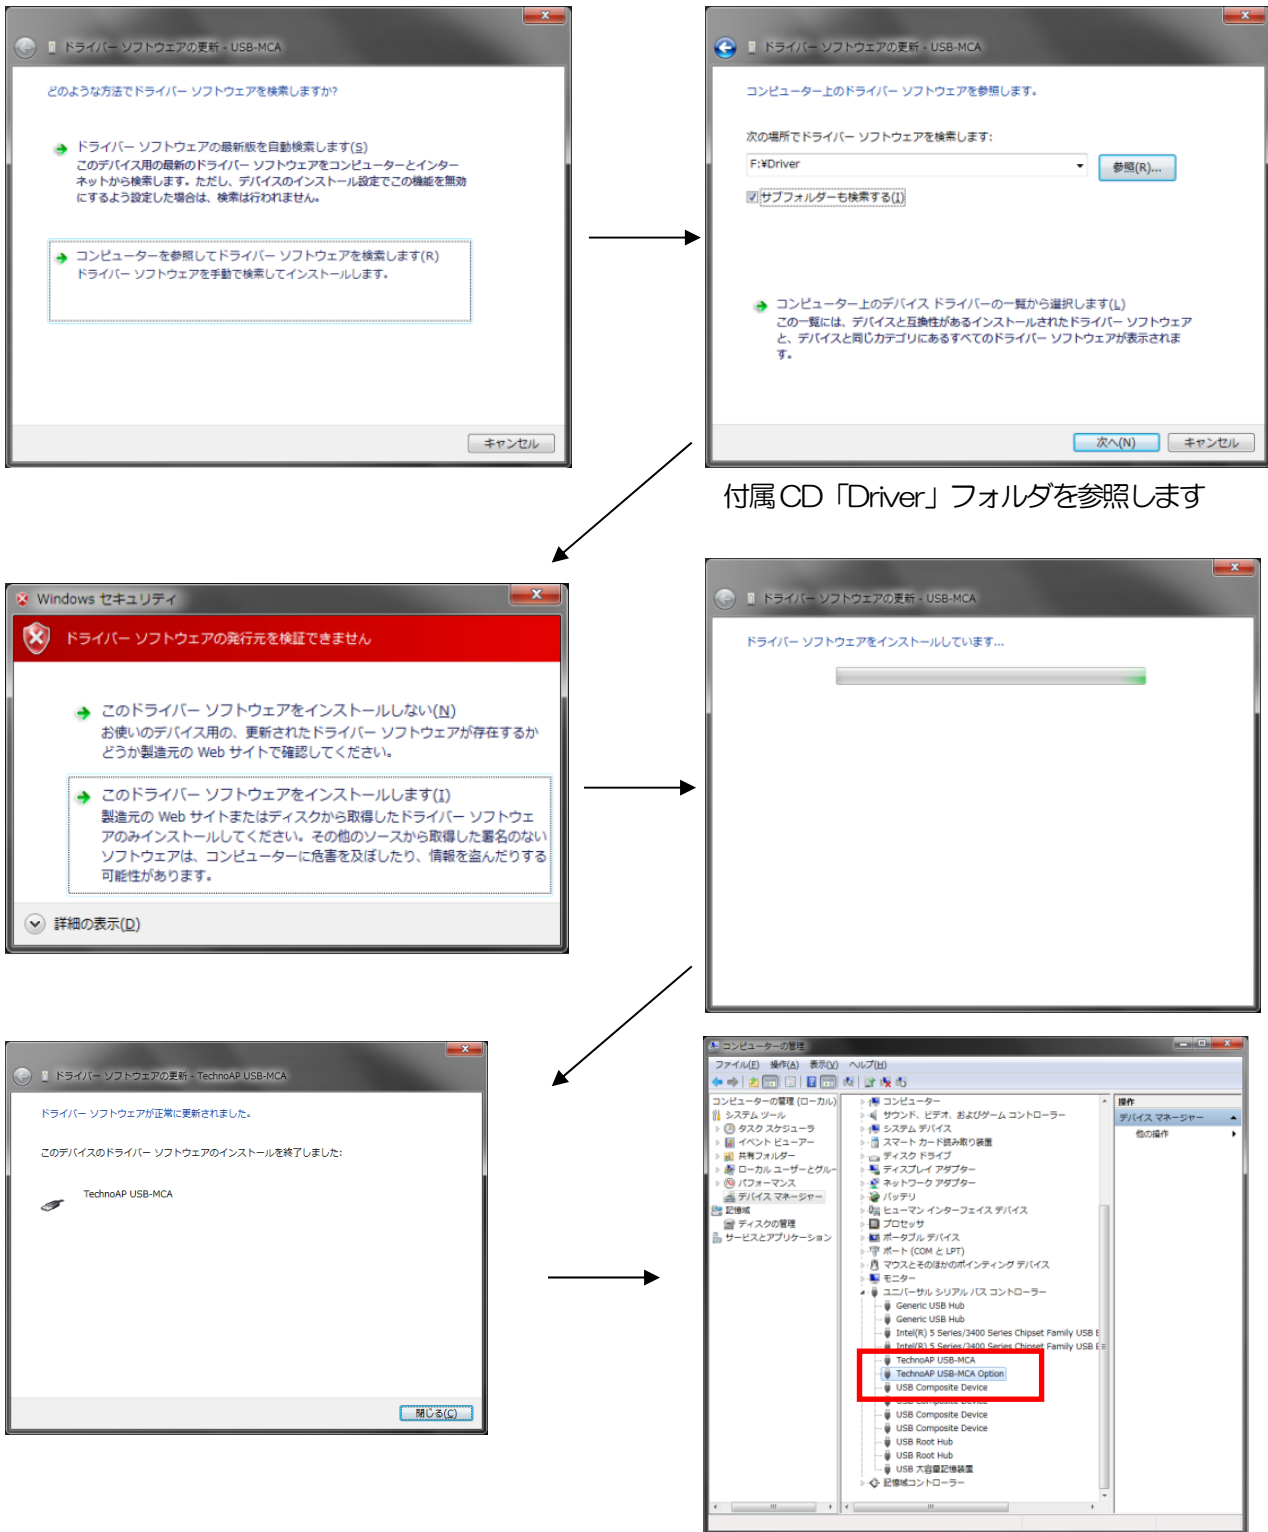 ドライバー ソフトウェアの更新 - USB-MCA
どのような方法でドライバー ソフトウェアを検索しますか?
ドライバー ソフトウェアの最新版を自動検索します(S)
このデバイス用の最新のドライバー ソフトウェアをコンピューターとインター
ネットから検索します。ただし、デバイスのインストール設定でこの機能を無効
にするよう設定した場合は、検索は行われません。
コンピューターを参照してドライバー ソフトウェアを検索します(R)
ドライバー ソフトウェアを手動で検索してインストールします。
キャンセル
ドライバー ソフトウェアの更新 - USB-MCA
コンピューター上のドライバー ソフトウェアを参照します。
次の場所でドライバー ソフトウェアを検索します:
F:¥Driver
参照(R)...
サブフォルダーも検索する(I)
コンピューター上のデバイス ドライバーの一覧から選択します(L)
この一覧には、デバイスと互換性があるインストールされたドライバー ソフトウェア
と、デバイスと同じカテゴリにあるすべてのドライバー ソフトウェアが表示されま
す。
次へ(N)
キャンセル
付属CD「Driver」フォルダを参照します
Windows セキュリティ
ドライバー ソフトウェアの発行元を検証できません
このドライバー ソフトウェアをインストールしない(N)
お使いのデバイス用の、更新されたドライバー ソフトウェアが存在するか
どうか製造元の Web サイトで確認してください。
このドライバー ソフトウェアをインストールします(I)
製造元の Web サイトまたはディスクから取得したドライバー ソフトウェ
アのみインストールしてください。その他のソースから取得した署名のない
ソフトウェアは、コンピューターに危害を及ぼしたり、情報を盗んだりする
可能性があります。
詳細の表示(D)
ドライバー ソフトウェアの更新 - USB-MCA
ドライバー ソフトウェアをインストールしています...
ドライバー ソフトウェアの更新 - TechnoAP USB-MCA
ドライバー ソフトウェアが正常に更新されました。
このデバイスのドライバー ソフトウェアのインストールを終了しました:
TechnoAP USB-MCA
閉じる(C)
コンピューターの管理
ファイル(F) 操作(A) 表示(V) ヘルプ(H)
コンピューターの管理 (ローカル)
システム ツール
タスク スケジューラ
イベント ビューアー
共有フォルダー
ローカル ユーザーとグルー
パフォーマンス
デバイス マネージャー
記憶域
ディスクの管理
サービスとアプリケーション
コンピューター
サウンド、ビデオ、およびゲーム コントローラー
システム デバイス
スマート カード読み取り装置
ディスク ドライブ
ディスプレイ アダプター
ネットワーク アダプター
バッテリ
ヒューマン インターフェイス デバイス
プロセッサ
ポータブル デバイス
ポート (COM と LPT)
マウスとそのほかのポインティング デバイス
モニター
ユニバーサル シリアル バス コントローラー
Generic USB Hub
Generic USB Hub
Intel(R) 5 Series/3400 Series Chipset Family USB E
Intel(R) 5 Series/3400 Series Chipset Family USB E
TechnoAP USB-MCA
TechnoAP USB-MCA Option
USB Composite Device
USB Composite Device
USB Composite Device
USB Composite Device
USB Root Hub
USB Root Hub
USB 大容量記憶装置
記憶域コントローラー
操作
デバイス マネージャー
他の操作